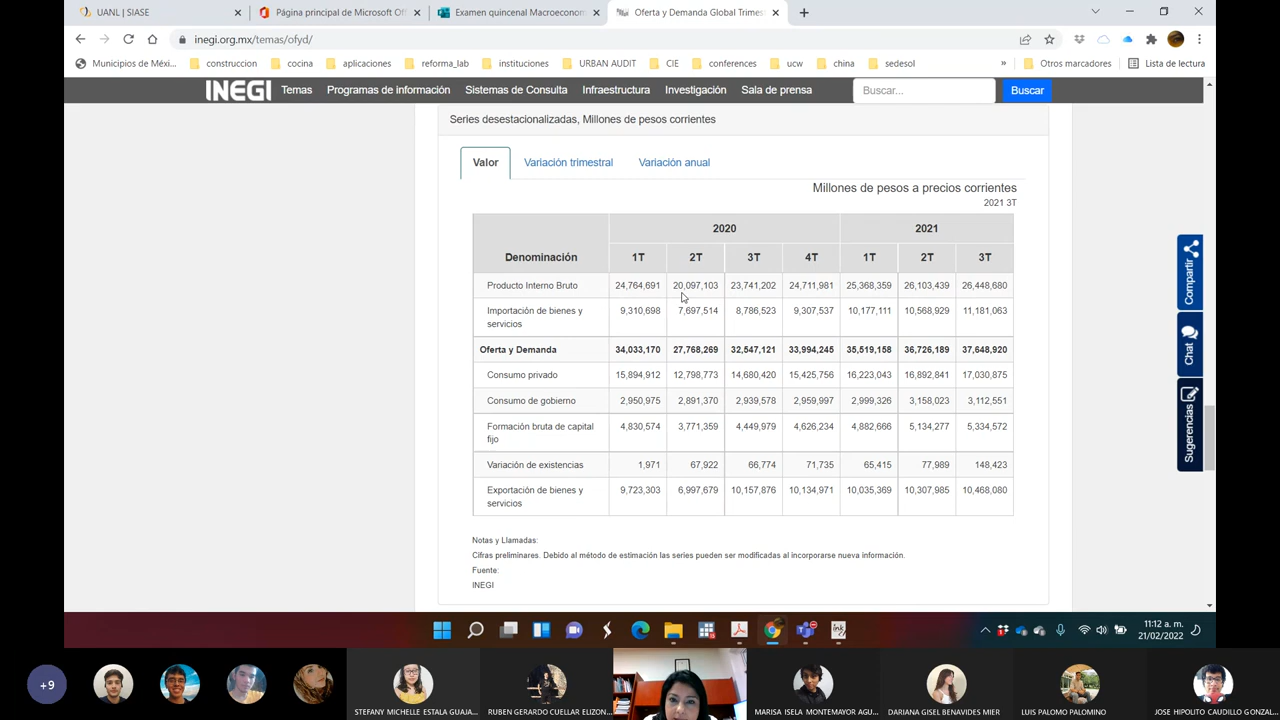 UANL | SIASE
Página principal de Microsoft Off
Examen quincenal Macroeconom
Oferta y Demanda Global Trimest
inegi.org.mx/temas/ofyd/
Municipios de Méxi...
construccion
cocina
aplicaciones
reforma_lab
instituciones
URBAN AUDIT
CIE
conferences
ucw
china
sedesol
»
Otros marcadores
Lista de lectura
INEGI Temas Programas de información Sistemas de Consulta Infraestructura Investigación Sala de prensa Buscar... Buscar
Series desestacionalizadas, Millones de pesos corrientes
Valor Variación trimestral Variación anual
Millones de pesos a precios corrientes
2021 3T
Denominación 2020 2021
1T 2T 3T 4T 1T 2T 3T
Producto Interno Bruto 24,764,691 20,097,103 23,741,202 24,711,981 25,368,359 26,103,439 26,448,680
Importación de bienes y
servicios 9,310,698 7,697,514 8,786,523 9,307,537 10,177,111 10,568,929 11,181,063
Oferta y Demanda 34,033,170 27,768,269 32,547,121 33,994,245 35,519,158 36,726,189 37,648,920
Consumo privado 15,894,912 12,798,773 14,680,420 15,425,756 16,223,043 16,892,841 17,030,875
Consumo de gobierno 2,950,975 2,891,370 2,939,578 2,959,997 2,999,326 3,158,023 3,112,551
Formación bruta de capital
fijo 4,830,574 3,771,359 4,449,979 4,626,234 4,882,666 5,134,277 5,334,572
Variación de existencias 1,971 67,922 66,774 71,735 65,415 77,989 148,423
Exportación de bienes y
servicios 9,723,303 6,997,679 10,157,876 10,134,971 10,035,369 10,307,985 10,468,080
Notas y Llamadas:
Cifras preliminares. Debido al método de estimación las series pueden ser modificadas al incorporarse nueva información.
Fuente:
INEGI
Compartir
Chat
Sugerencias
11:12 a. m.
21/02/2022
+9
STEFANY MICHELLE ESTALA GUAJA...
RUBEN GERARDO CUELLAR ELIZON...
MARISA ISELA MONTEMAYOR AGU...
DARIANA GISEL BENAVIDES MIER
LUIS PALOMO PALOMINO
JOSE HIPOLITO CAUDILLO GONZAL...